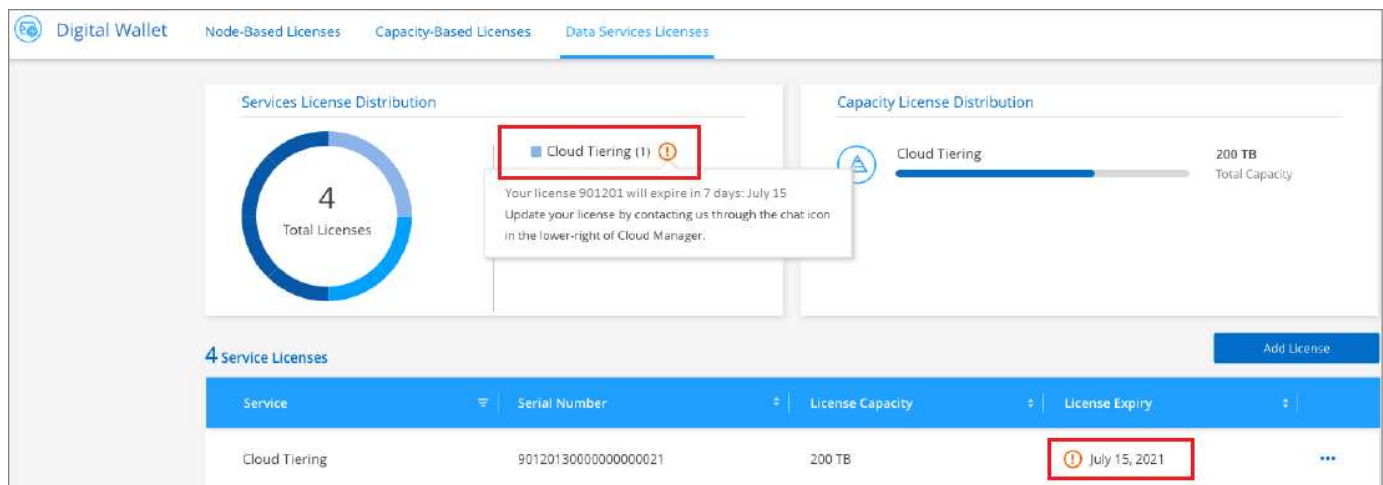 Digital Wallet
Node-Based Licenses
Capacity-Based Licenses
Data Services Licenses
Services License Distribution
4
Total Licenses
Cloud Tiering (1)
Your license 901201 will expire in 7 days: July 15
Update your license by contacting us through the chat icon
in the lower-right of Cloud Manager.
Capacity License Distribution
Cloud Tiering
200 TB
Total Capacity
4 Service Licenses
Add License
Service
Serial Number
License Capacity
License Expiry
Cloud Tiering
90120130000000000021
200 TB
July 15, 2021